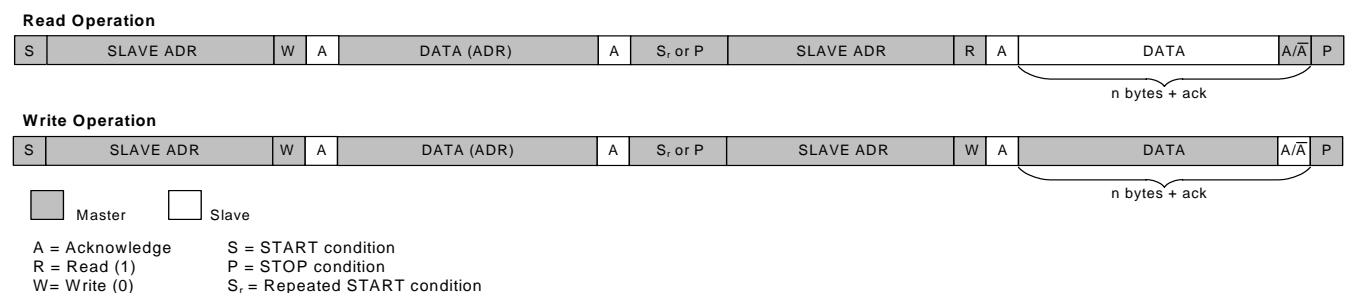 Read Operation
S SLAVE ADR W A DATA (ADR) A Sᵣ or P SLAVE ADR R A DATA A/A̅ P
n bytes + ack
Write Operation
S SLAVE ADR W A DATA (ADR) A Sᵣ or P SLAVE ADR W A DATA A/A̅ P
n bytes + ack
Master Slave
A = Acknowledge S = START condition
R = Read (1) P = STOP condition
W= Write (0) Sᵣ = Repeated START condition